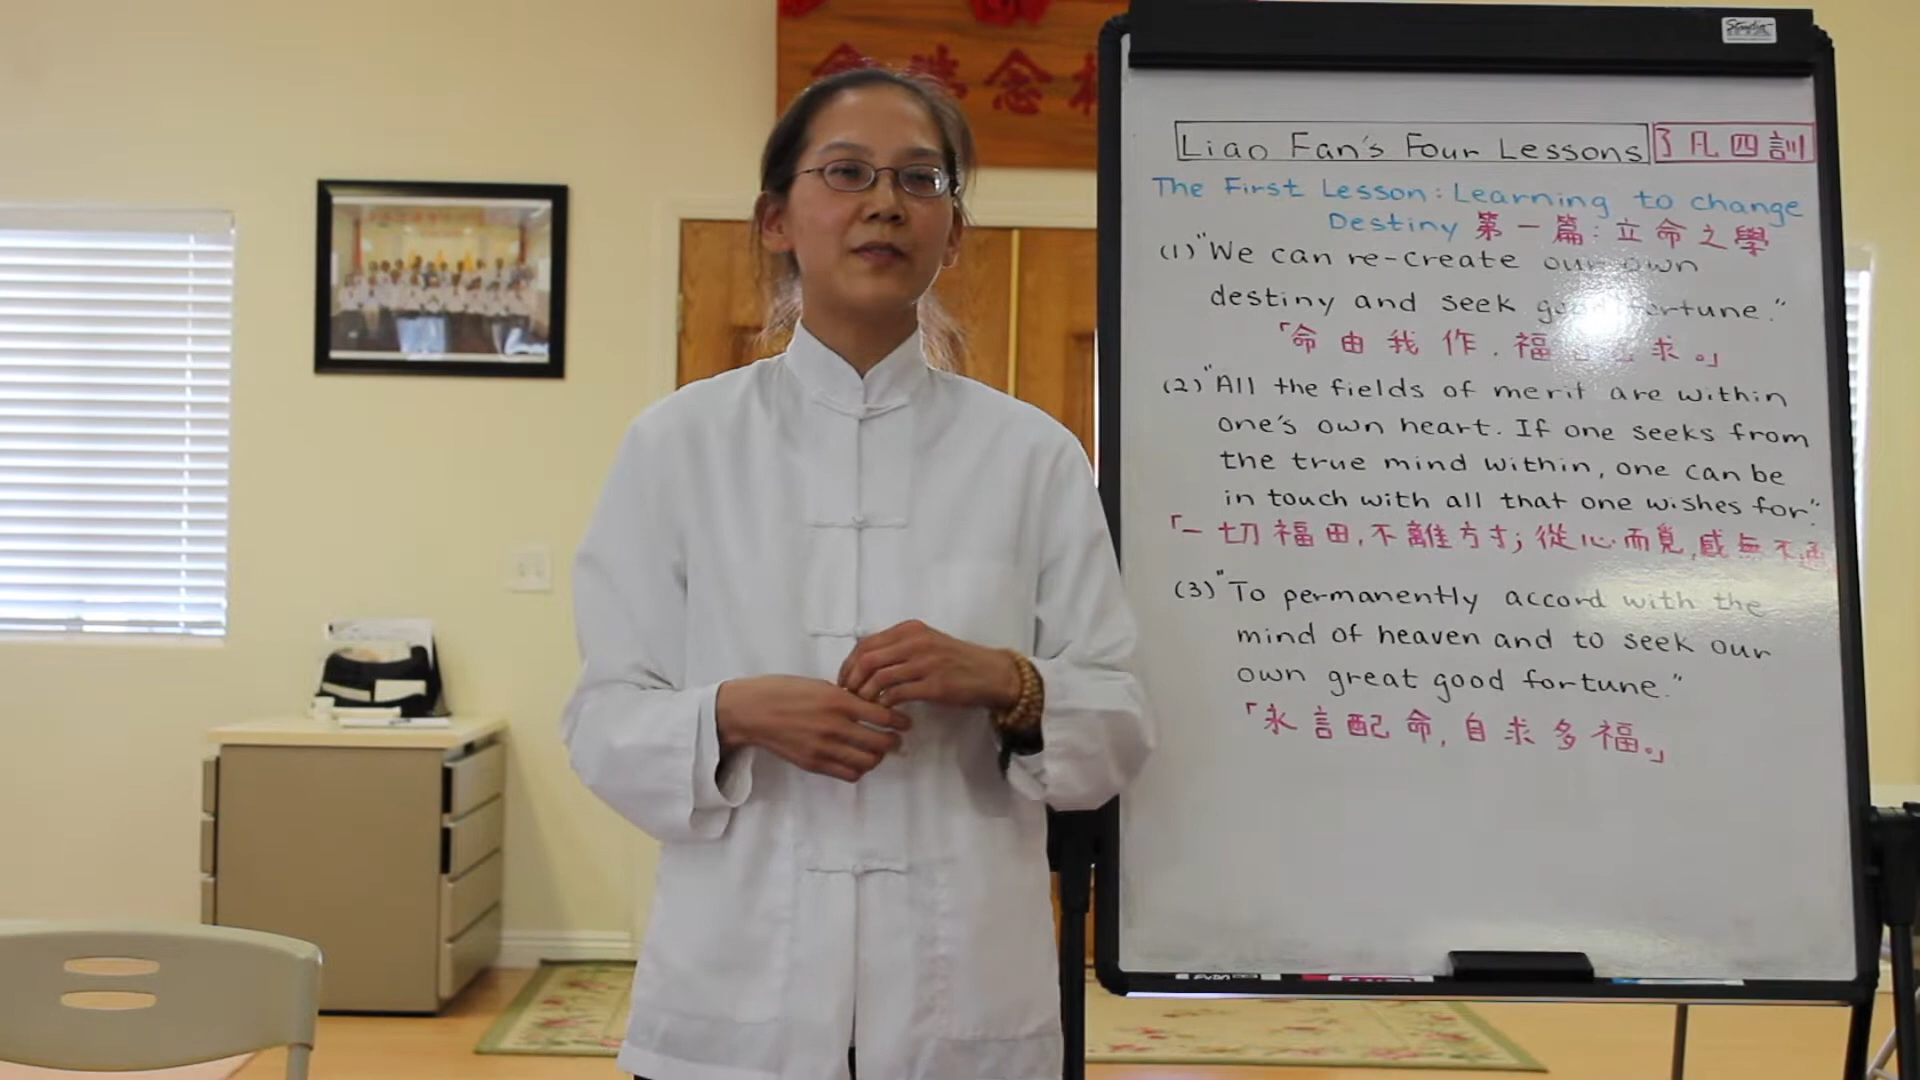 念
Studio
Liao Fan's Four Lessons 了凡四訓
The First Lesson: Learning to change
Destiny 第一篇:立命之學
(1) "We can re-create our own
destiny and seek good fortune."
「命由我作,福 求。」
(2) "All the fields of merit are within
one's own heart. If one seeks from
the true mind within, one can be
in touch with all that one wishes for."
「一切福田,不離方寸;從心而覓,感無不通
(3) "To permanently accord with the
mind of heaven and to seek our
own great good fortune."
「永言配命,自求多福。」